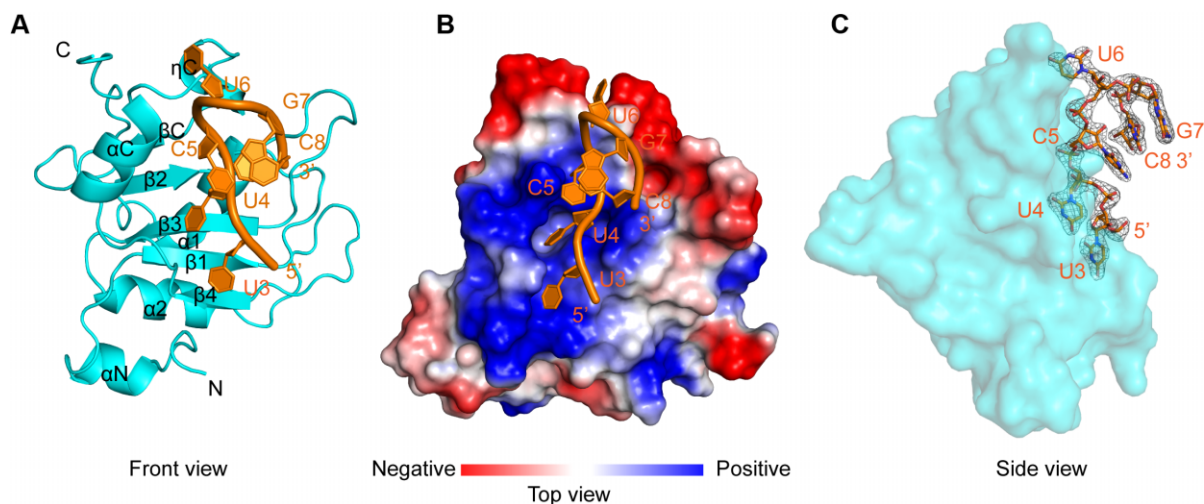 A
B
C
C
ηC
U6
G7
βC
αC
C5
C8
3’
β2
U4
β3
α1
β1
5’
U3
β4
α2
αN
N
U6
G7
C5
C8
3’
U4
U3
5’
U6
C5
G7
C8 3’
U4
5’
U3
Front view
Negative Positive
Top view
Side view